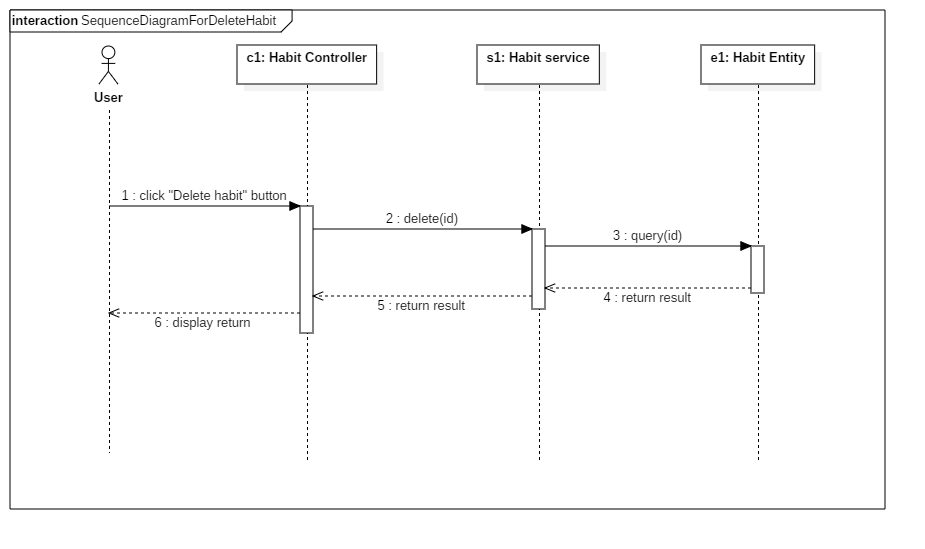 interaction SequenceDiagramForDeleteHabit
User
c1: Habit Controller
s1: Habit service
e1: Habit Entity
1 : click "Delete habit" button
2 : delete(id)
3 : query(id)
4 : return result
5 : return result
6 : display return